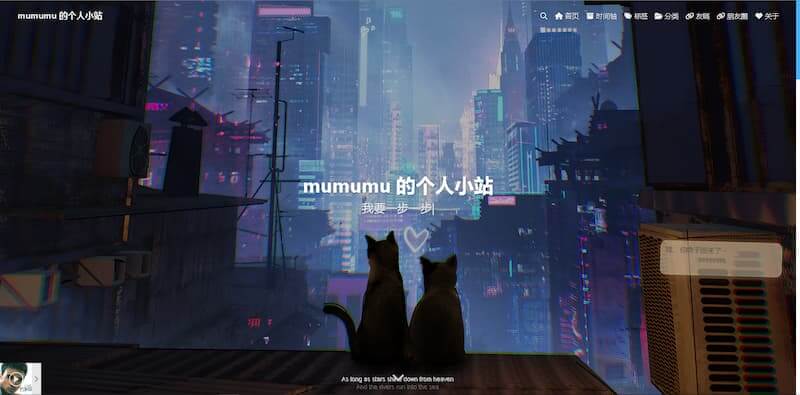 mumumu 的个人小站
首页 时间轴 标签 分类 友链 朋友圈 关于
mumumu 的个人小站
我要一步一步
As long as stars shine down from heaven
And the rivers run into the sea